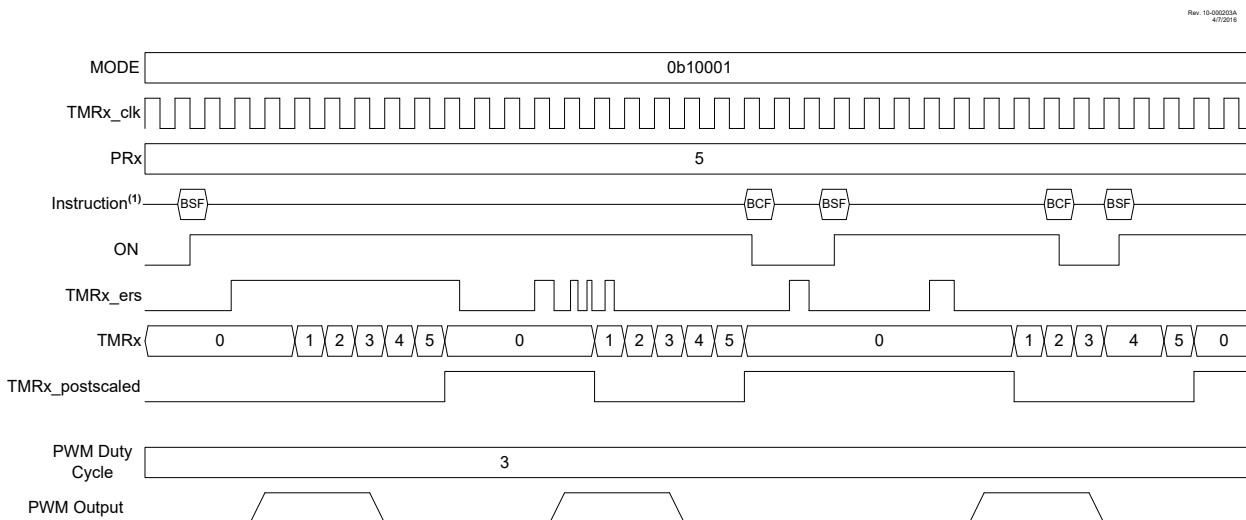 Rev. 10-000203A
4/7/2016
MODE 0b10001
TMRx_clk
PRx 5
Instruction(1) BSF BCF BSF BCF BSF
ON
TMRx_ers
TMRx 0 1 2 3 4 5 0 1 2 3 4 5 0 1 2 3 4 5 0
TMRx_postscaled
PWM Duty
Cycle 3
PWM Output